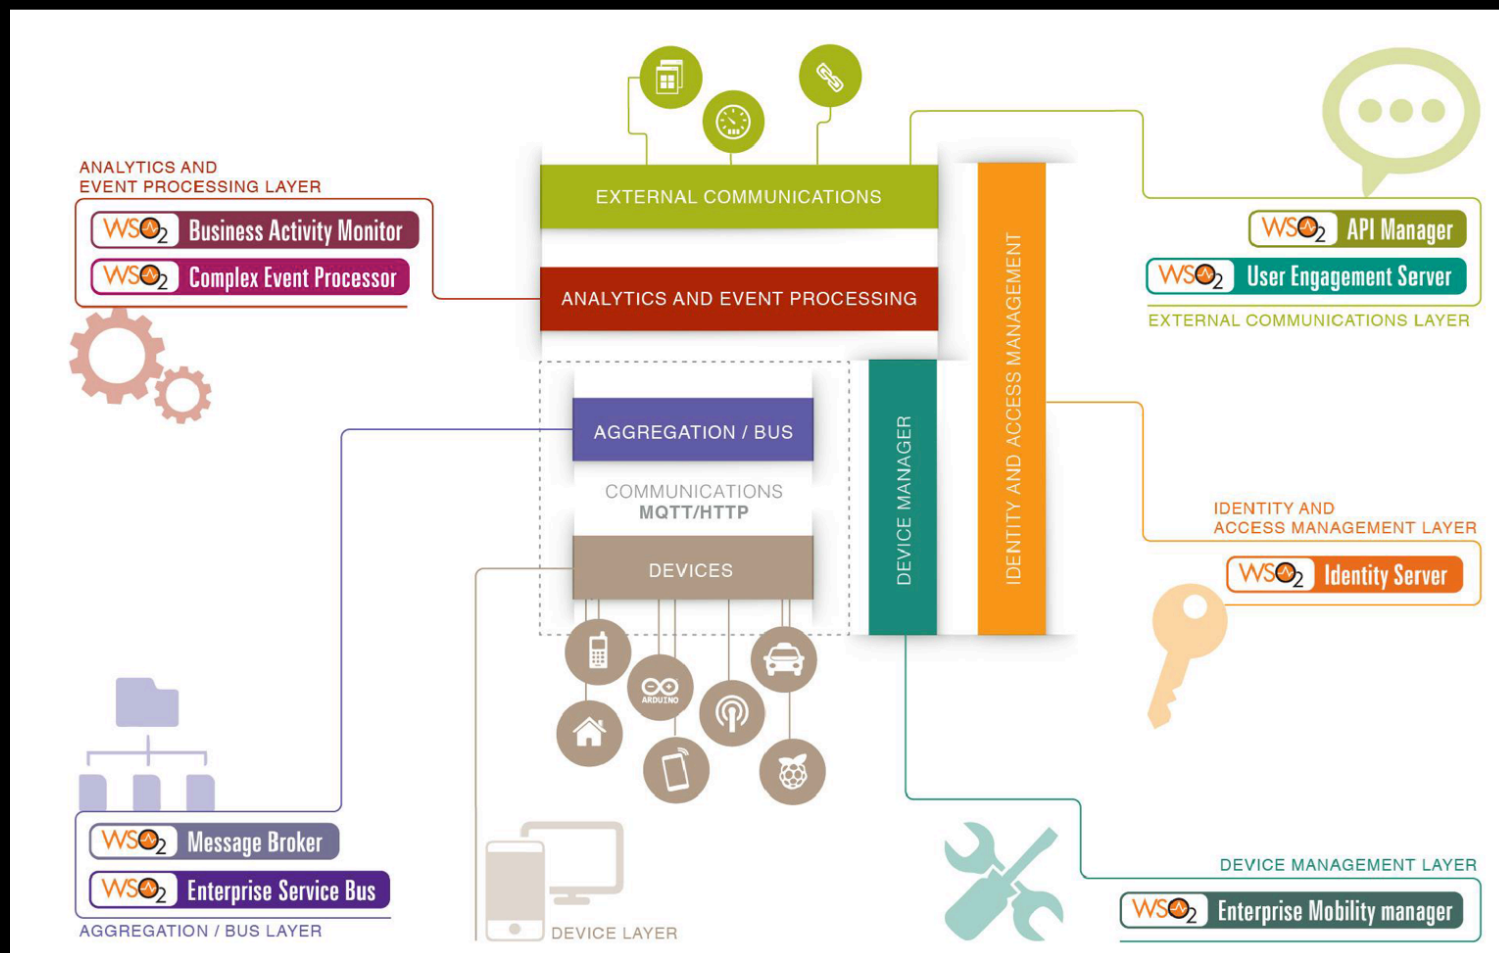 ANALYTICS AND
EVENT PROCESSING LAYER
WSO2 Business Activity Monitor
WSO2 Complex Event Processor
EXTERNAL COMMUNICATIONS
ANALYTICS AND EVENT PROCESSING
AGGREGATION / BUS
COMMUNICATIONS
MQTT/HTTP
DEVICES
ARDUINO
DEVICE MANAGER
IDENTITY AND ACCESS MANAGEMENT
WSO2 API Manager
WSO2 User Engagement Server
EXTERNAL COMMUNICATIONS LAYER
IDENTITY AND
ACCESS MANAGEMENT LAYER
WSO2 Identity Server
WSO2 Message Broker
WSO2 Enterprise Service Bus
AGGREGATION / BUS LAYER
DEVICE LAYER
DEVICE MANAGEMENT LAYER
WSO2 Enterprise Mobility manager